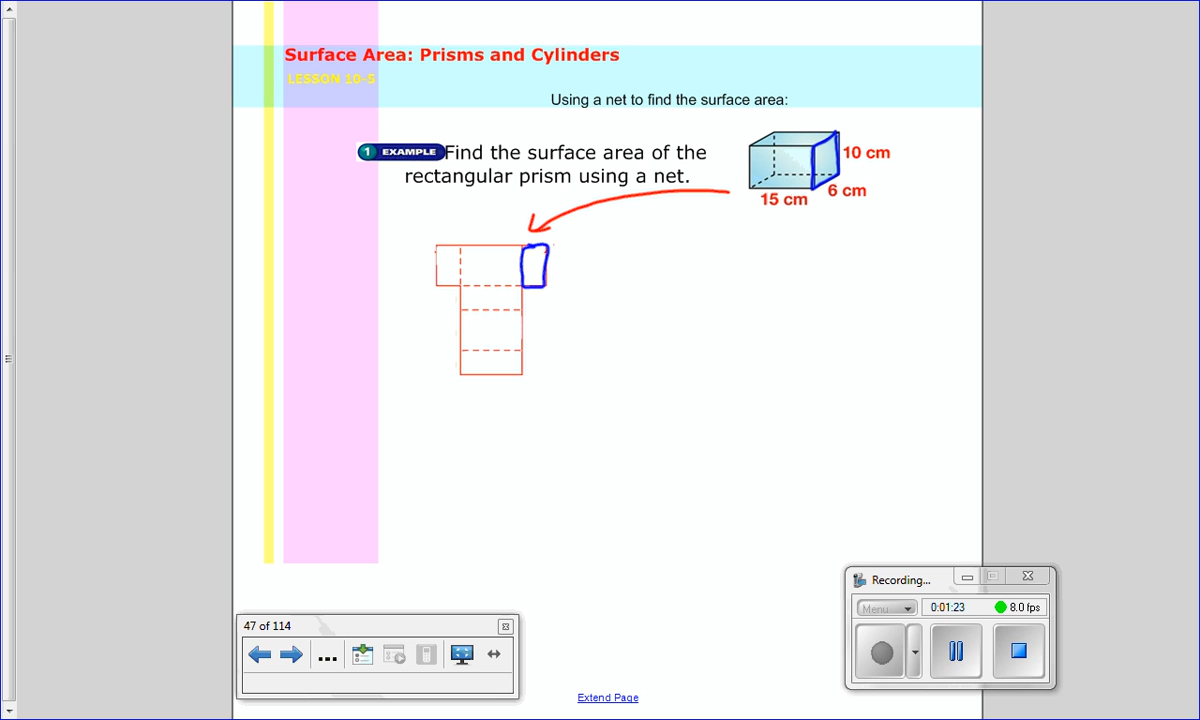 Surface Area: Prisms and Cylinders
LESSON 10-5
Using a net to find the surface area:
1 EXAMPLE Find the surface area of the
rectangular prism using a net.
10 cm
6 cm
15 cm
Recording...
Menu
0:01:23
8.0 fps
47 of 114
...
Extend Page